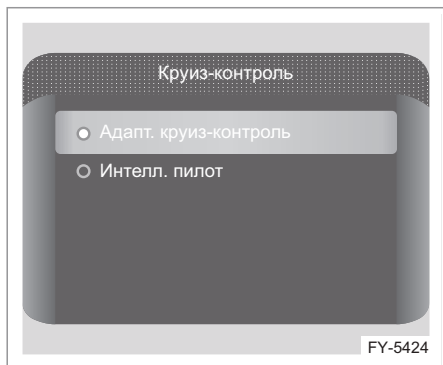 Круиз-контроль
Адапт. круиз-контроль
Интелл. пилот
FY-5424